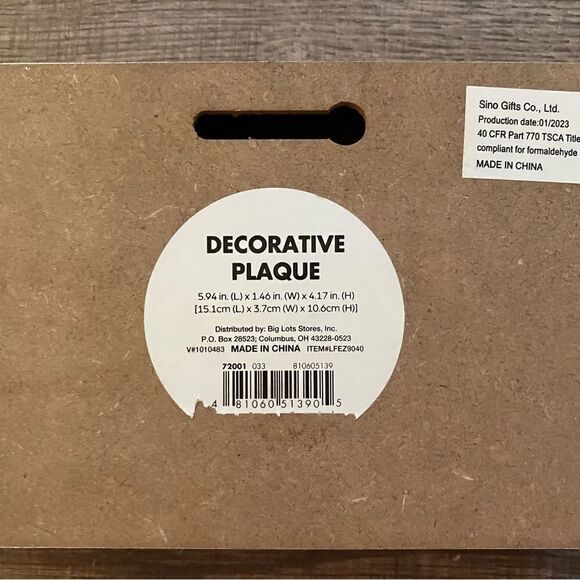 Sino Gifts Co., Ltd.
Production date:01/2023
40 CFR Part 770 TSCA Title
compliant for formaldehyde
MADE IN CHINA
DECORATIVE
PLAQUE
5.94 in. (L) x 1.46 in. (W) x 4.17 in. (H)
[15.1cm (L) x 3.7cm (W) x 10.6cm (H)]
Distributed by: Big Lots Stores, Inc.
P.O. Box 28523; Columbus, OH 43228-0523
V#1010483 MADE IN CHINA ITEM#LFEZ9040
72001 033 810605139
4 81060 51390 5